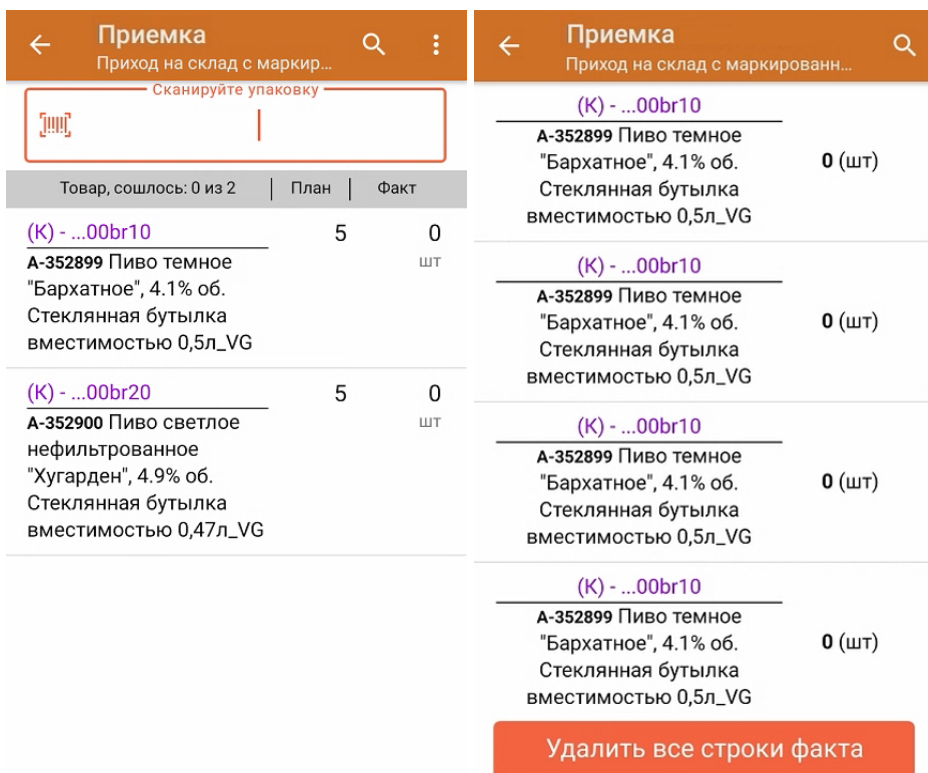 Приемка
Приход на склад с маркир...
Сканируйте упаковку
Товар, сошлось: 0 из 2 | План | Факт
(К) - ...00br10 5 0
А-352899 Пиво темное шт
"Бархатное", 4.1% об.
Стеклянная бутылка
вместимостью 0,5л_VG
(К) - ...00br20 5 0
А-352900 Пиво светлое шт
нефильтрованное
"Хугарден", 4.9% об.
Стеклянная бутылка
вместимостью 0,47л_VG
Приемка
Приход на склад с маркированн...
(К) - ...00br10
А-352899 Пиво темное
"Бархатное", 4.1% об. 0 (шт)
Стеклянная бутылка
вместимостью 0,5л_VG
(К) - ...00br10
А-352899 Пиво темное
"Бархатное", 4.1% об. 0 (шт)
Стеклянная бутылка
вместимостью 0,5л_VG
(К) - ...00br10
А-352899 Пиво темное
"Бархатное", 4.1% об. 0 (шт)
Стеклянная бутылка
вместимостью 0,5л_VG
(К) - ...00br10
А-352899 Пиво темное
"Бархатное", 4.1% об. 0 (шт)
Стеклянная бутылка
вместимостью 0,5л_VG
Удалить все строки факта